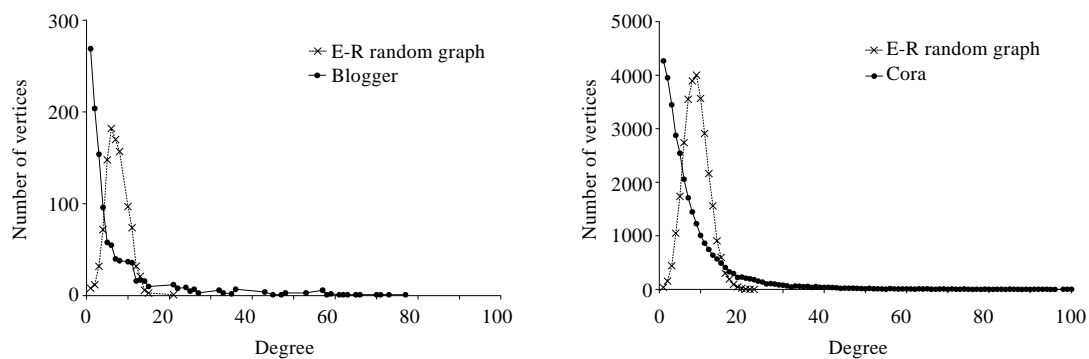 300
200
100
0
Number of vertices
E-R random graph
Blogger
0 20 40 60 80 100
Degree
5000
4000
3000
2000
1000
0
Number of vertices
E-R random graph
Cora
0 20 40 60 80 100
Degree